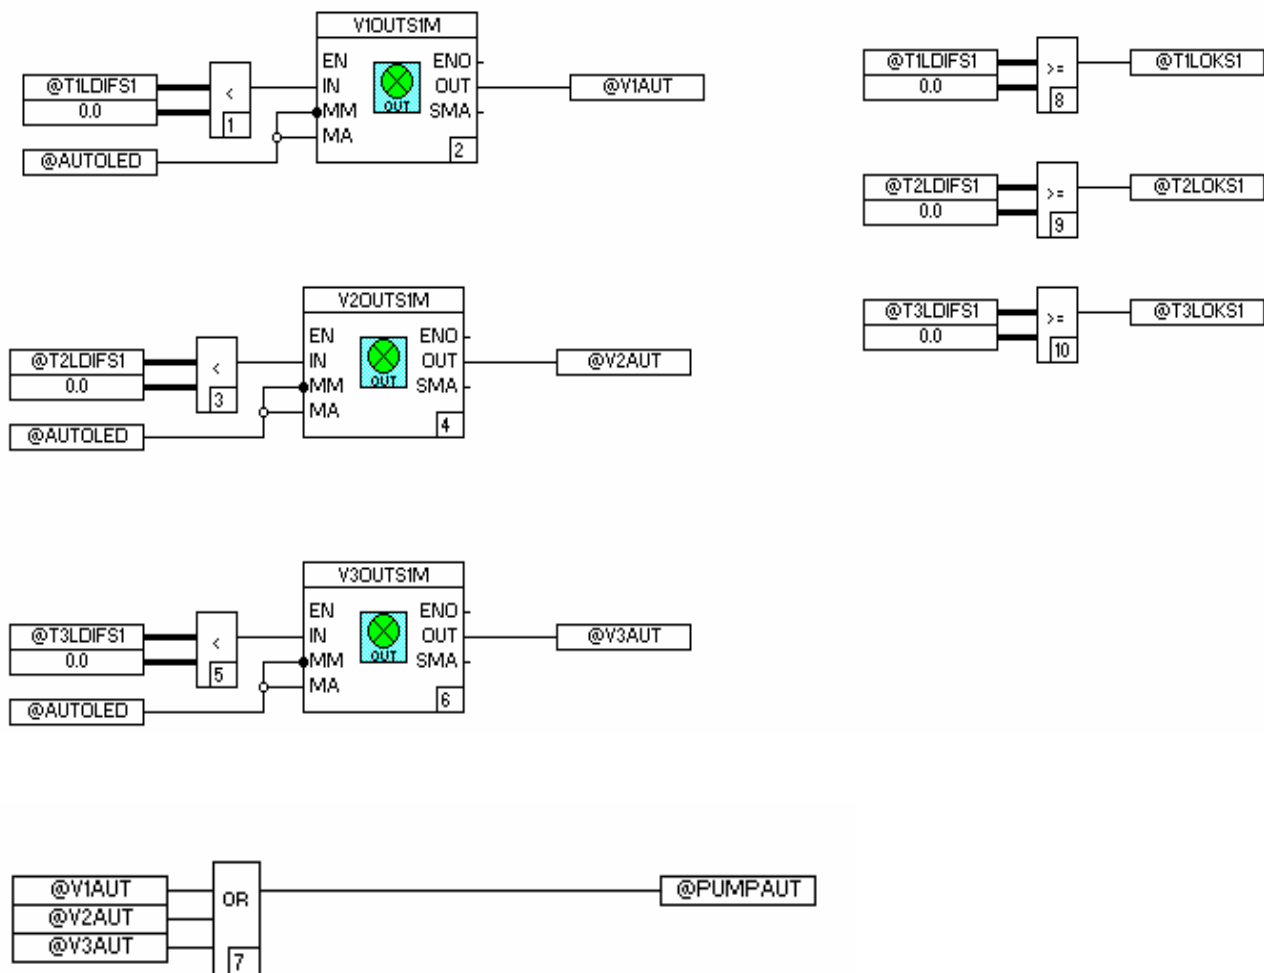 V1OUTS1M
@T1LDIFS1
0.0
<
1
@AUTOLED
EN ENO
IN OUT
MM SMA
MA
OUT
2
@V1AUT
@T1LDIFS1
0.0
>=
8
@T1LOKS1
@T2LDIFS1
0.0
>=
9
@T2LOKS1
@T3LDIFS1
0.0
>=
10
@T3LOKS1
V2OUTS1M
@T2LDIFS1
0.0
<
3
@AUTOLED
EN ENO
IN OUT
MM SMA
MA
OUT
4
@V2AUT
V3OUTS1M
@T3LDIFS1
0.0
<
5
@AUTOLED
EN ENO
IN OUT
MM SMA
MA
OUT
6
@V3AUT
@V1AUT
@V2AUT
@V3AUT
OR
7
@PUMPAUT